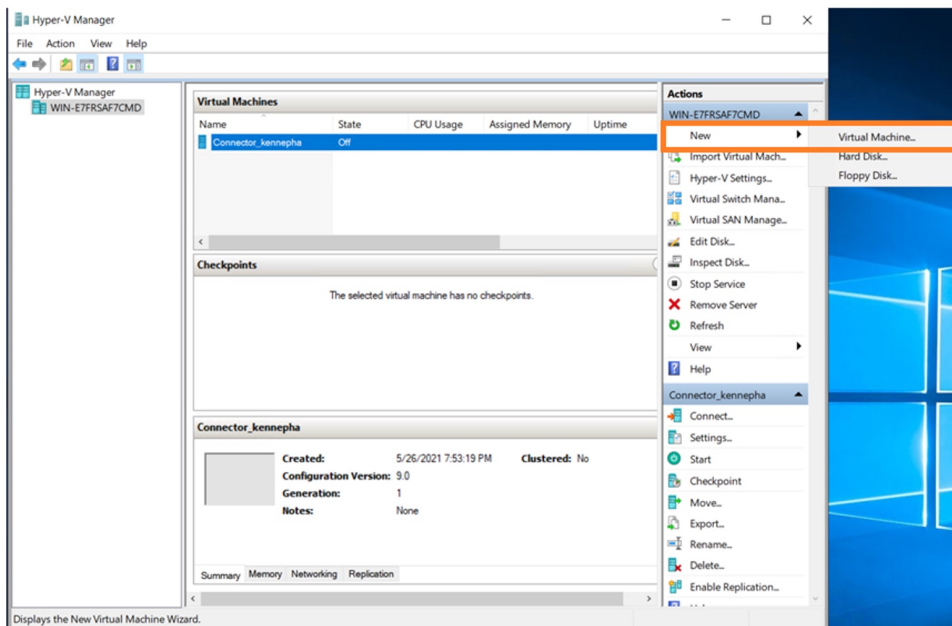 Hyper-V Manager
File Action View Help
Hyper-V Manager
WIN-E7FRSAF7CMD
Virtual Machines
Name State CPU Usage Assigned Memory Uptime
Connector_kennepha Off
Checkpoints
The selected virtual machine has no checkpoints.
Connector_kennepha
Created: 5/26/2021 7:53:19 PM Clustered: No
Configuration Version: 9.0
Generation: 1
Notes: None
Summary Memory Networking Replication
Actions
WIN-E7FRSAF7CMD
New
Import Virtual Mach...
Hyper-V Settings...
Virtual Switch Mana...
Virtual SAN Manage...
Edit Disk...
Inspect Disk...
Stop Service
Remove Server
Refresh
View
Help
Connector_kennepha
Connect...
Settings...
Start
Checkpoint
Move...
Export...
Rename...
Delete...
Enable Replication...
Virtual Machine...
Hard Disk...
Floppy Disk...
Displays the New Virtual Machine Wizard.